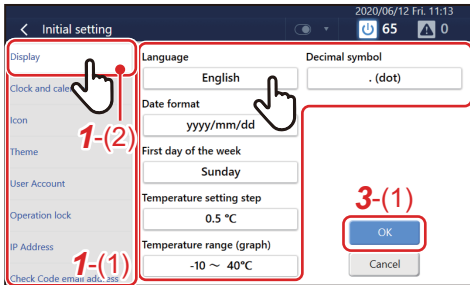 2020/06/12 Fri. 11:13
Initial setting
65
0
Display
Clock and cale
Icon
Theme
User Account
Operation lock
IP Address
Check Code email address
1-(2)
1-(1)
Language
English
Date format
yyyy/mm/dd
First day of the week
Sunday
Temperature setting step
0.5 °C
Temperature range (graph)
-10 ~ 40°C
Decimal symbol
. (dot)
3-(1)
OK
Cancel